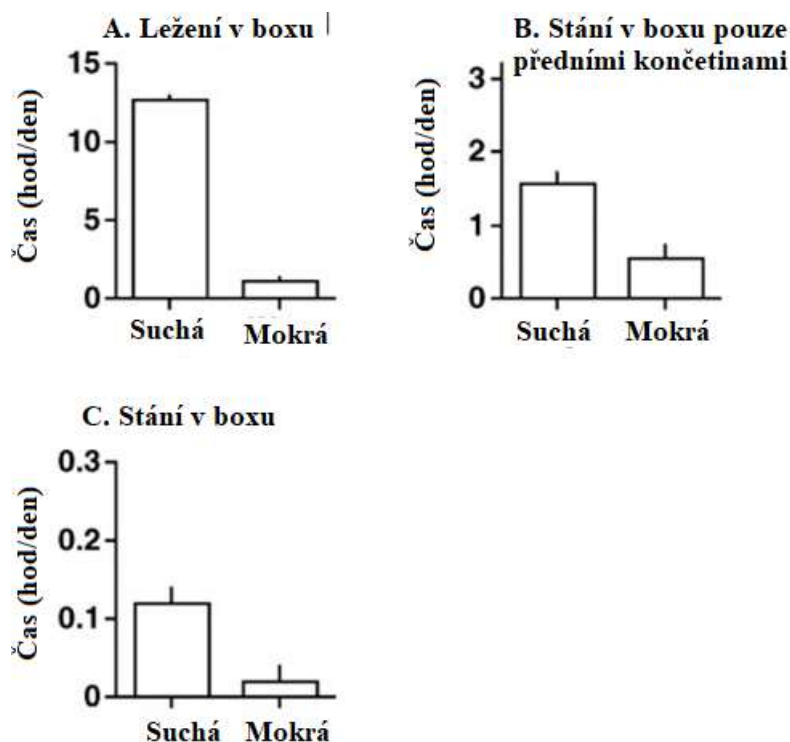 A. Ležení v boxu
Čas (hod/den)
15
10
5
0
Suchá Mokrá
B. Stání v boxu pouze
předními končetinami
Čas (hod/den)
3
2
1
0
Suchá Mokrá
C. Stání v boxu
Čas (hod/den)
0.3
0.2
0.1
0
Suchá Mokrá